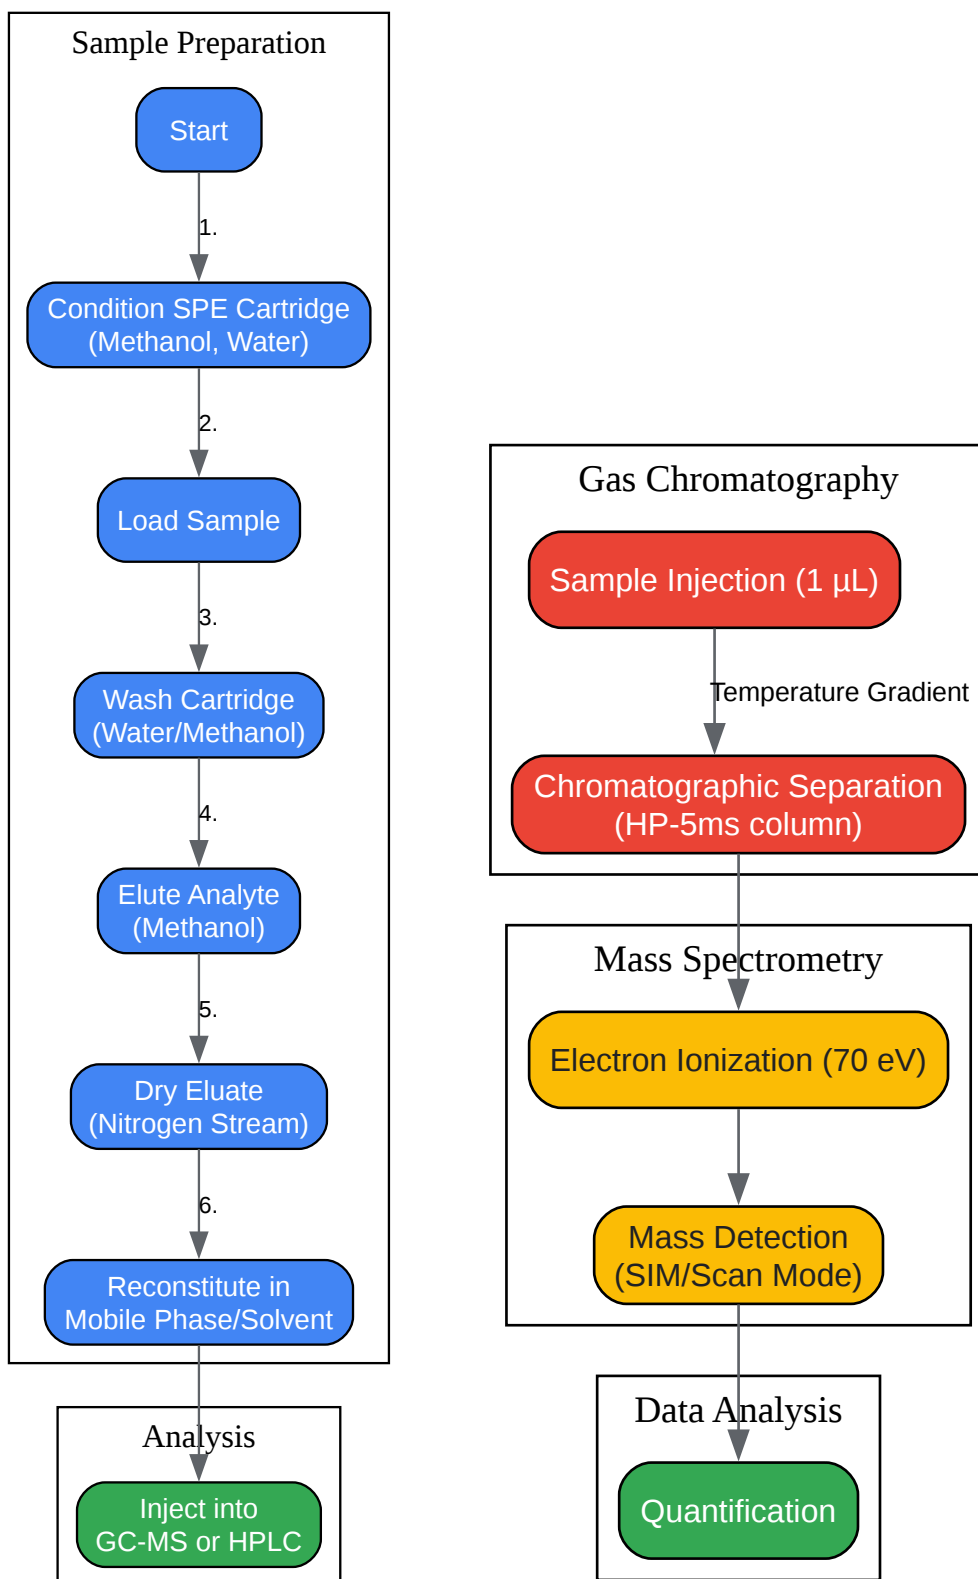 Sample Preparation
Start
1.
Condition SPE Cartridge
(Methanol, Water)
2.
Load Sample
3.
Wash Cartridge
(Water/Methanol)
4.
Elute Analyte
(Methanol)
5.
Dry Eluate
(Nitrogen Stream)
6.
Reconstitute in
Mobile Phase/Solvent
Analysis
Inject into
GC-MS or HPLC
Gas Chromatography
Sample Injection (1 µL)
Temperature Gradient
Chromatographic Separation
(HP-5ms column)
Mass Spectrometry
Electron Ionization (70 eV)
Mass Detection
(SIM/Scan Mode)
Data Analysis
Quantification